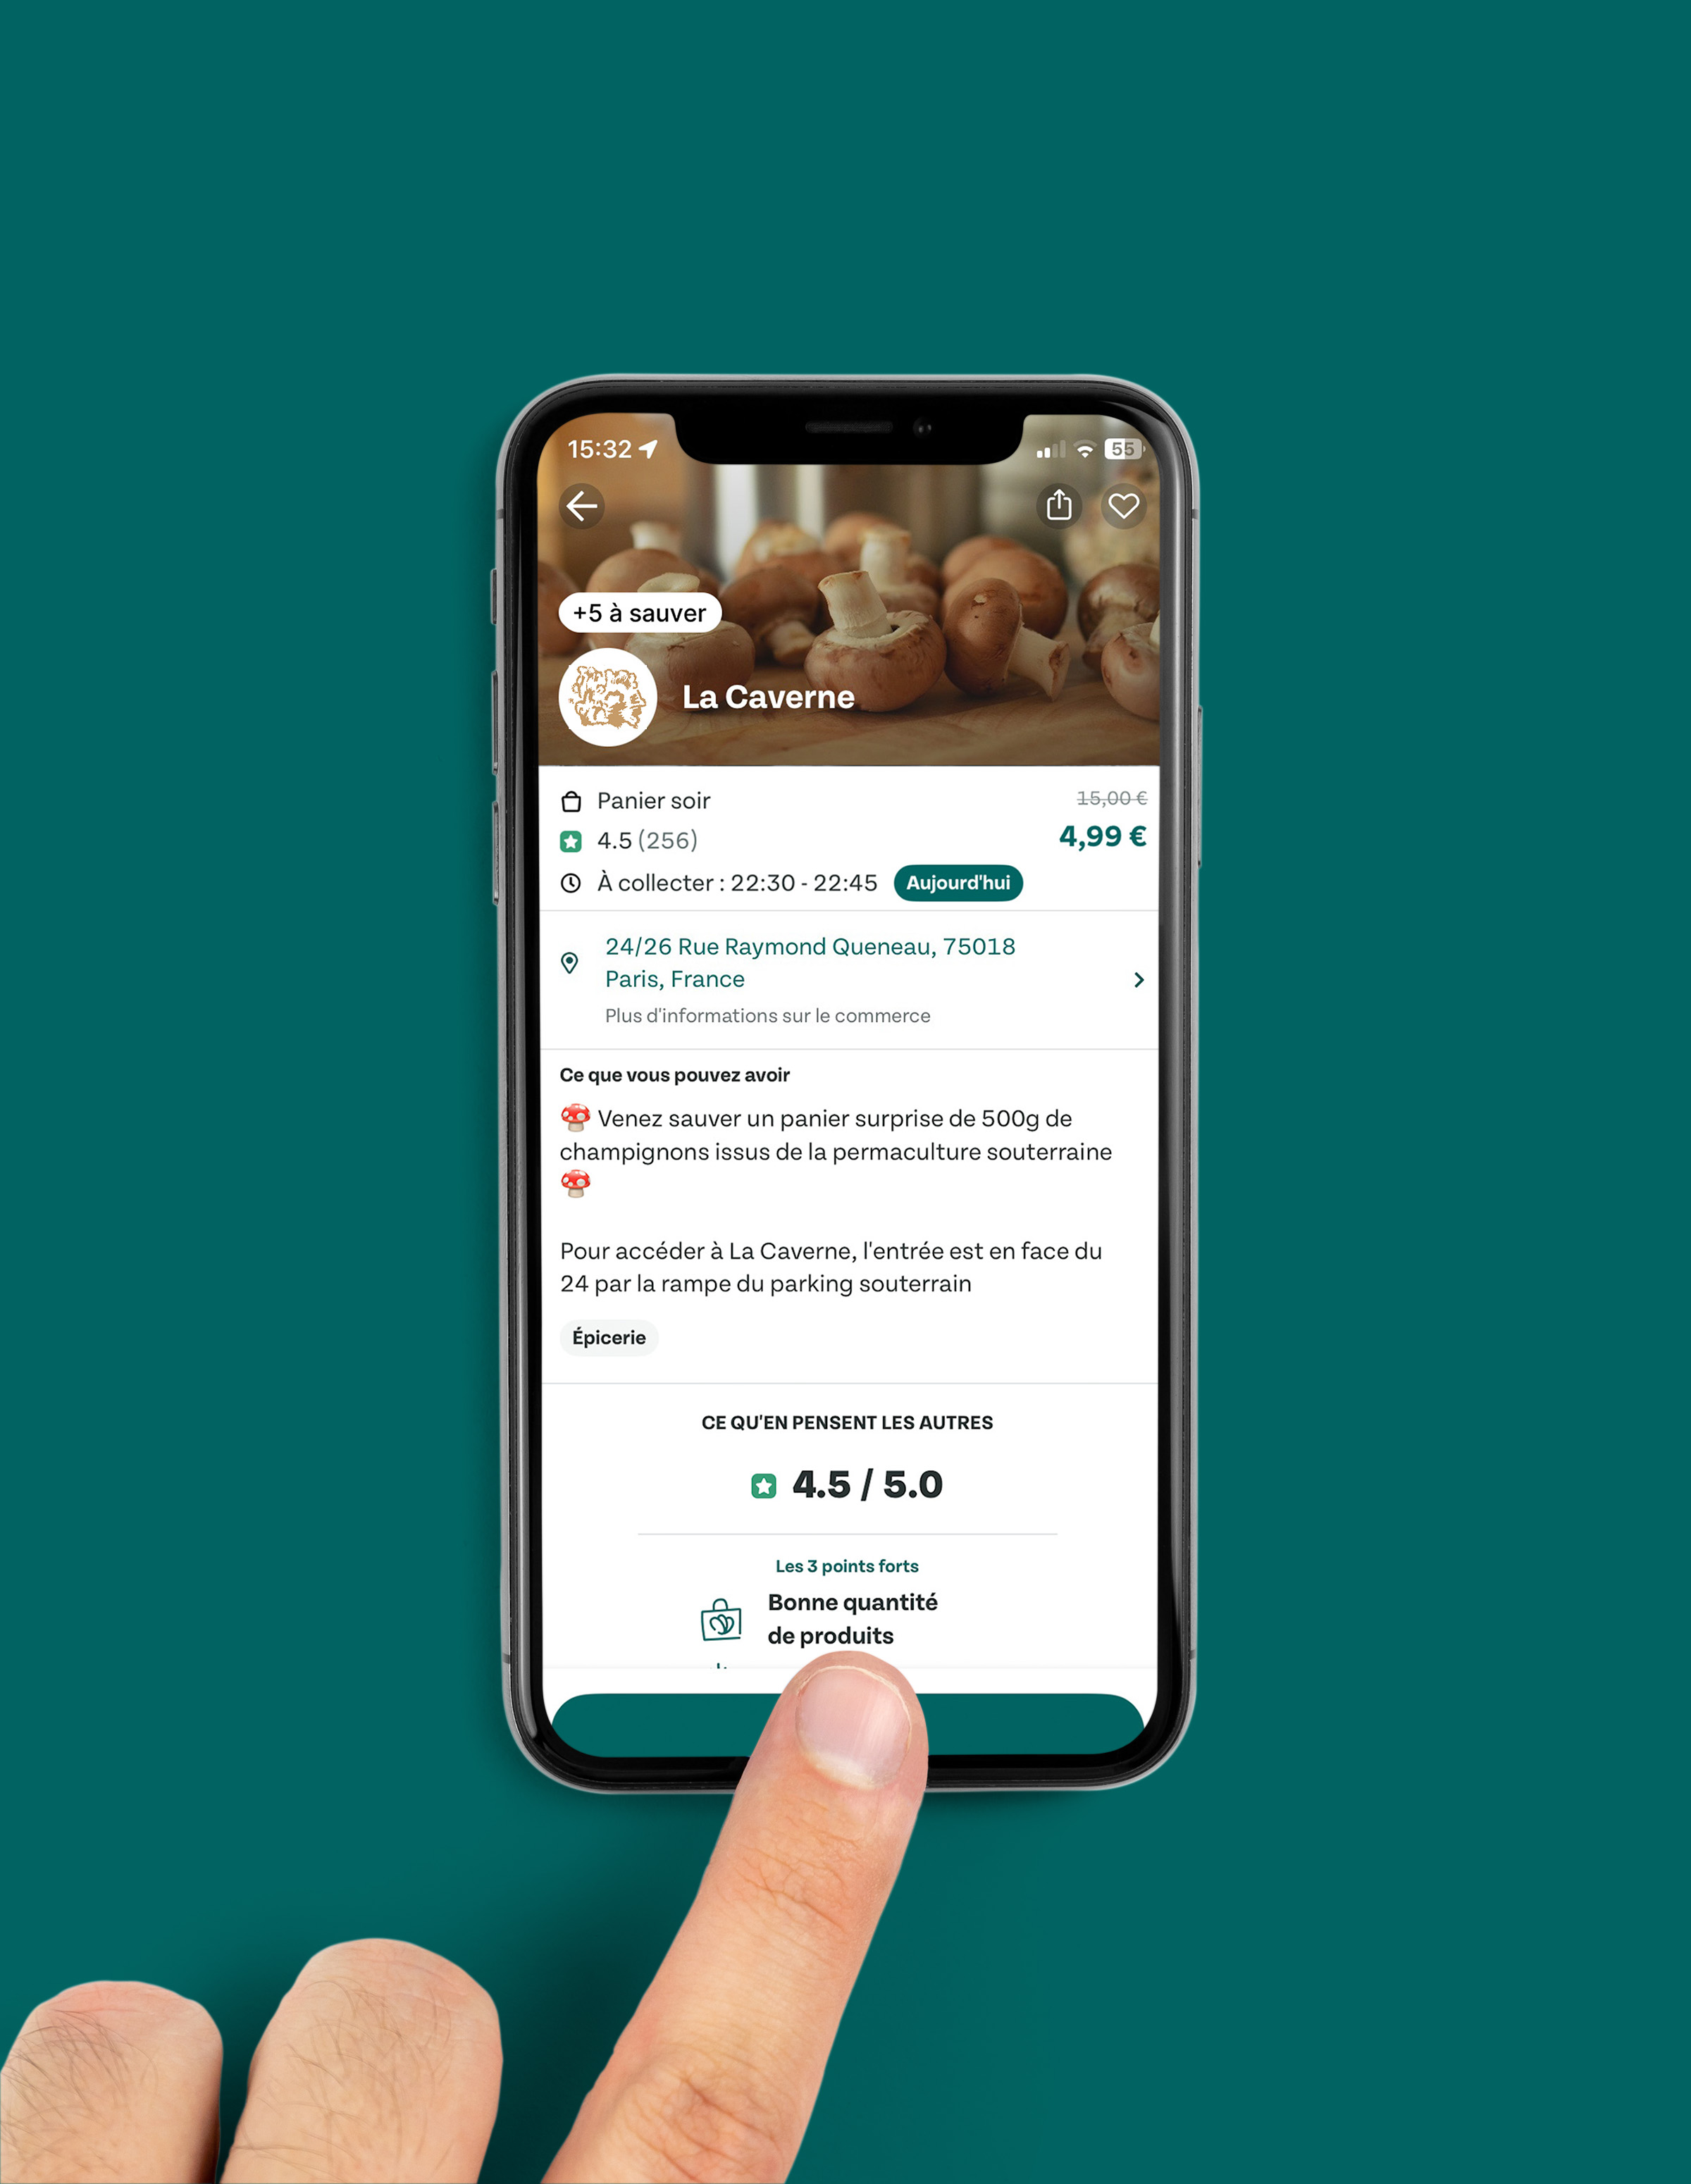 15:32
55
+5 à sauver
La Caverne
Panier soir
15,00 €
4.5 (256)
4,99 €
À collecter : 22:30 - 22:45
Aujourd'hui
24/26 Rue Raymond Queneau, 75018
Paris, France
Plus d'informations sur le commerce
Ce que vous pouvez avoir
🍄 Venez sauver un panier surprise de 500g de
champignons issus de la permaculture souterraine
🍄
Pour accéder à La Caverne, l'entrée est en face du
24 par la rampe du parking souterrain
Épicerie
CE QU'EN PENSENT LES AUTRES
4.5 / 5.0
Les 3 points forts
Bonne quantité
de produits